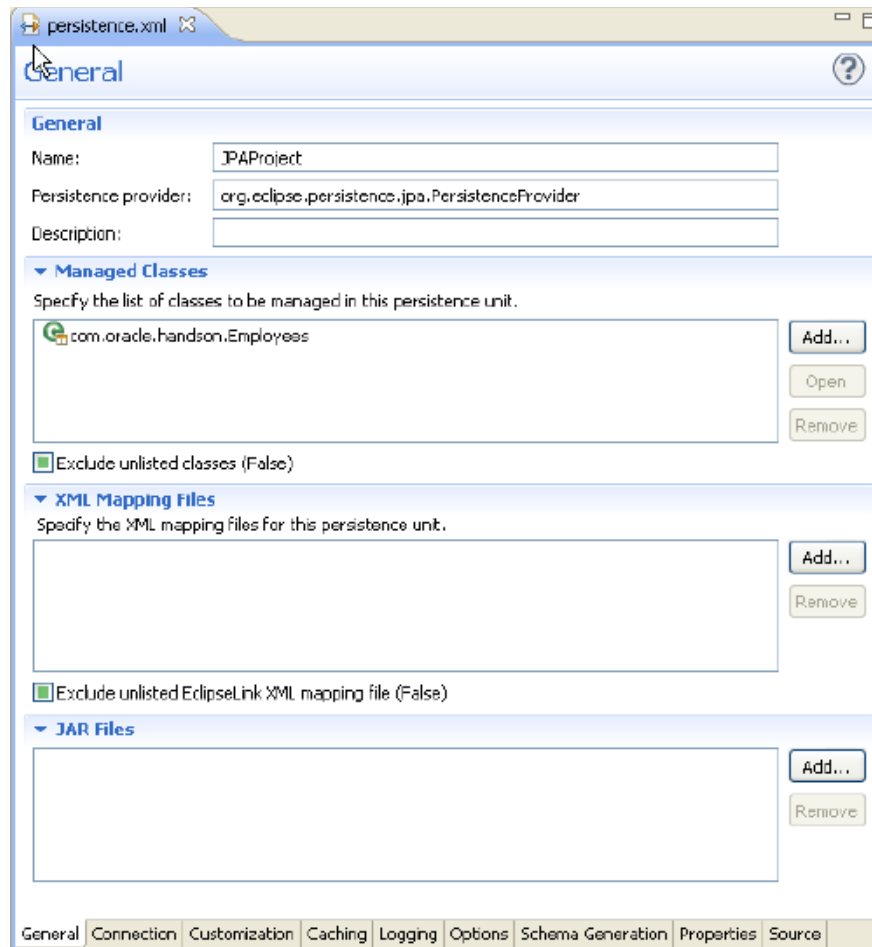 persistence.xml
General
General
Name: JPAProject
Persistence provider: org.eclipse.persistence.jpa.PersistenceProvider
Description:
Managed Classes
Specify the list of classes to be managed in this persistence unit.
com.oracle.handson.Employees
Add...
Open
Remove
Exclude unlisted classes (False)
XML Mapping Files
Specify the XML mapping files for this persistence unit.
Add...
Remove
Exclude unlisted EclipseLink XML mapping file (False)
JAR Files
Add...
Remove
General Connection Customization Caching Logging Options Schema Generation Properties Source